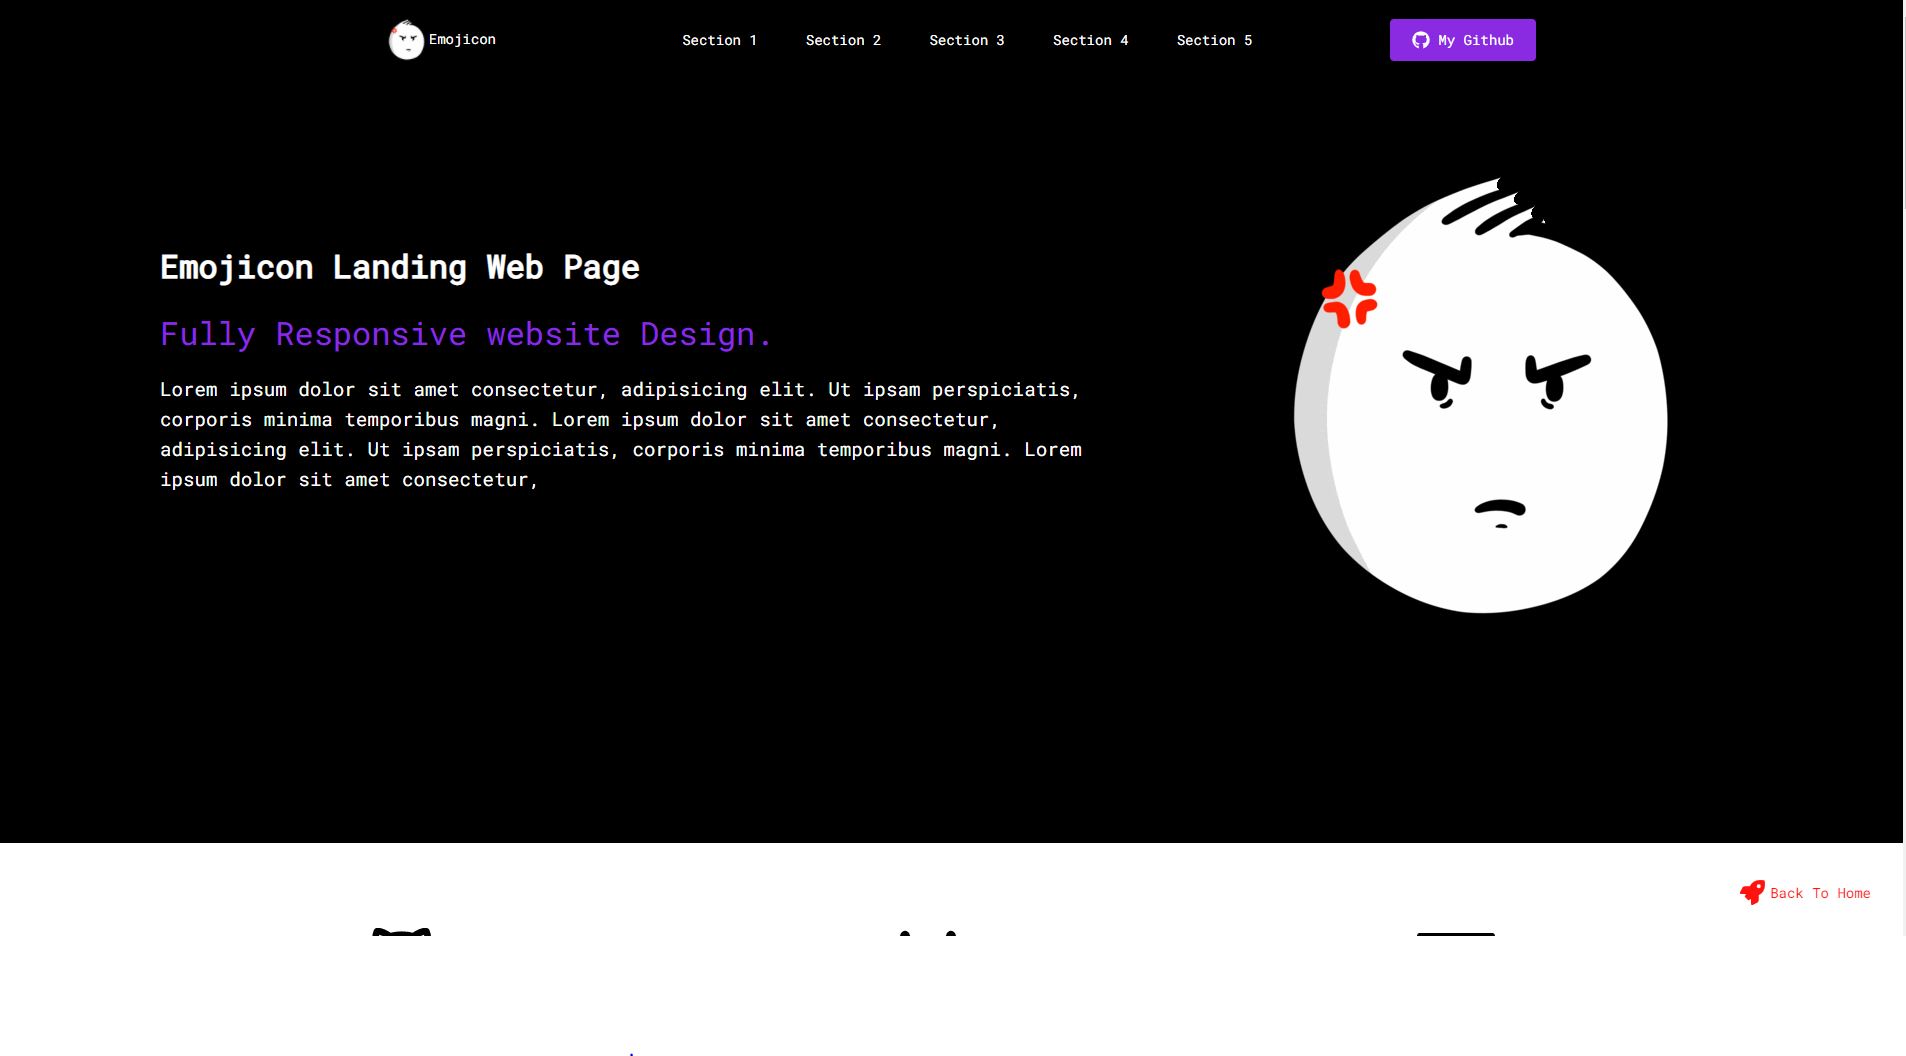 Emojicon
Section 1
Section 2
Section 3
Section 4
Section 5
My Github
Emojicon Landing Web Page
Fully Responsive website Design.
Lorem ipsum dolor sit amet consectetur, adipisicing elit. Ut ipsam perspiciatis,
corporis minima temporibus magni. Lorem ipsum dolor sit amet consectetur,
adipisicing elit. Ut ipsam perspiciatis, corporis minima temporibus magni. Lorem
ipsum dolor sit amet consectetur,
Back To Home